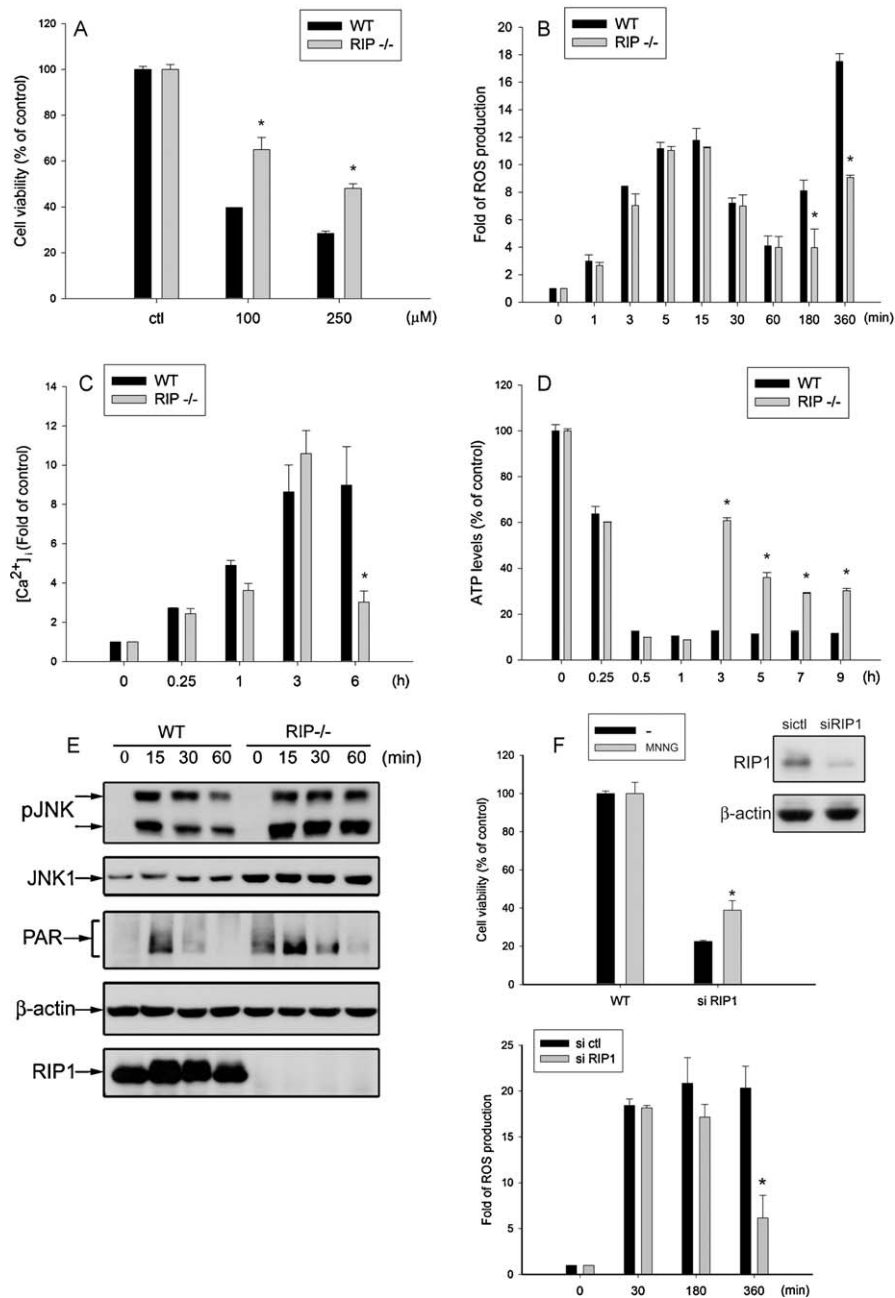 A
WT
RIP -/-
Cell viability (% of control)
120
100
80
60
40
20
0
*
*
ctl
100
250
(μM)
B
WT
RIP -/-
Fold of ROS production
20
18
16
14
12
10
8
6
4
2
0
*
*
0
1
3
5
15
30
60
180
360
(min)
C
WT
RIP -/-
[Ca²⁺]ᵢ (Fold of control)
14
12
10
8
6
4
2
0
*
0
0.25
1
3
6
(h)
D
WT
RIP -/-
ATP levels (% of control)
120
100
80
60
40
20
0
*
*
*
*
0
0.25
0.5
1
3
5
7
9
(h)
E
WT
RIP-/-
0 15 30 60 0 15 30 60 (min)
pJNK
JNK1
PAR
β-actin
RIP1
F
-
MNNG
Cell viability (% of control)
120
100
80
60
40
20
0
*
WT
si RIP1
sictl siRIP1
RIP1
β-actin
si ctl
si RIP1
Fold of ROS production
25
20
15
10
5
0
*
0
30
180
360
(min)